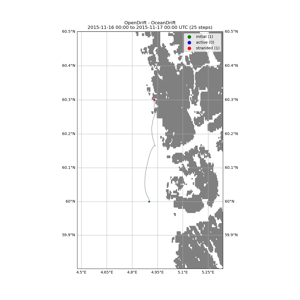 OpenDrift - OceanDrift
2015-11-16 00:00 to 2015-11-17 00:00 UTC (25 steps)
60.5°N 60.5°N
initial (1)
active (0)
stranded (1)
60.4°N 60.4°N
60.3°N 60.3°N
60.2°N 60.2°N
60.1°N 60.1°N
60°N 60°N
59.9°N 59.9°N
4.5°E 4.65°E 4.8°E 4.95°E 5.1°E 5.25°E